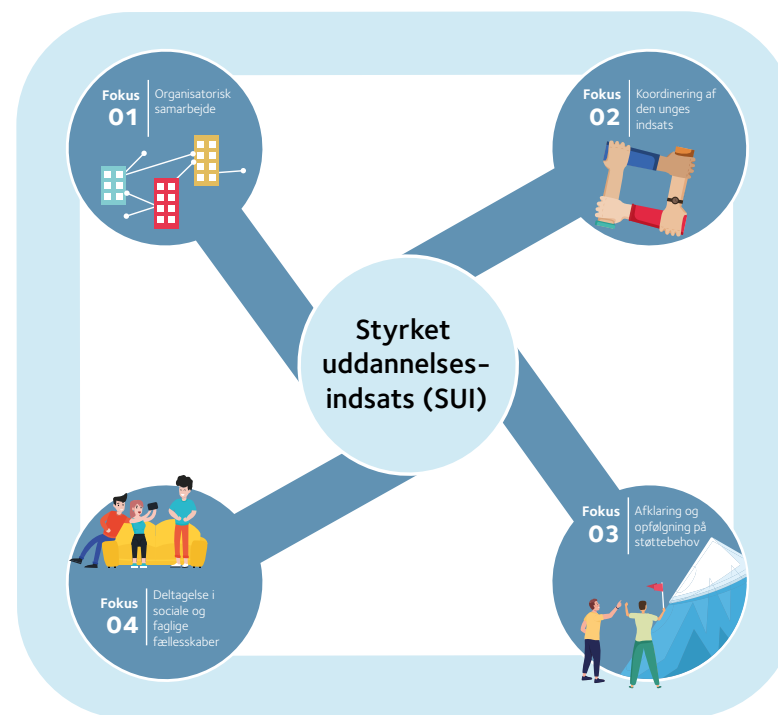 Fokus
01
Organisatorisk
samarbejde
Fokus
02
Koordinering af
den unges
indsats
Styrket
uddannelses-
indsats (SUI)
Fokus
03
Afklaring og
opfølgning på
støttebehov
Fokus
04
Deltagelse i
sociale og
faglige
fællesskaber